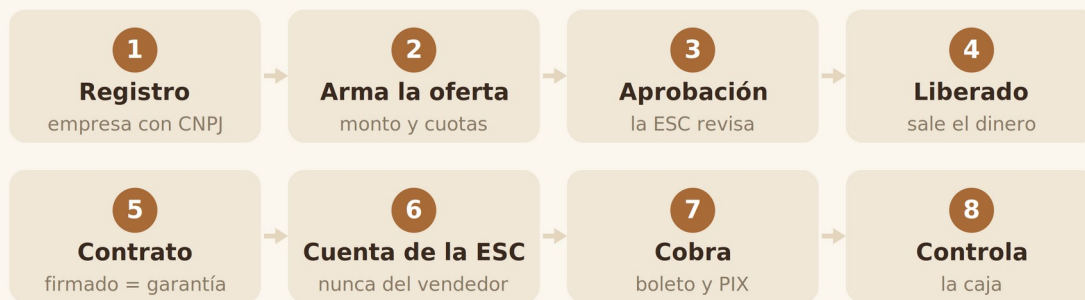 1
Registro
empresa con CNPJ
2
Arma la oferta
monto y cuotas
3
Aprobación
la ESC revisa
4
Liberado
sale el dinero
5
Contrato
firmado = garantía
6
Cuenta de la ESC
nunca del vendedor
7
Cobra
boleto y PIX
8
Controla
la caja